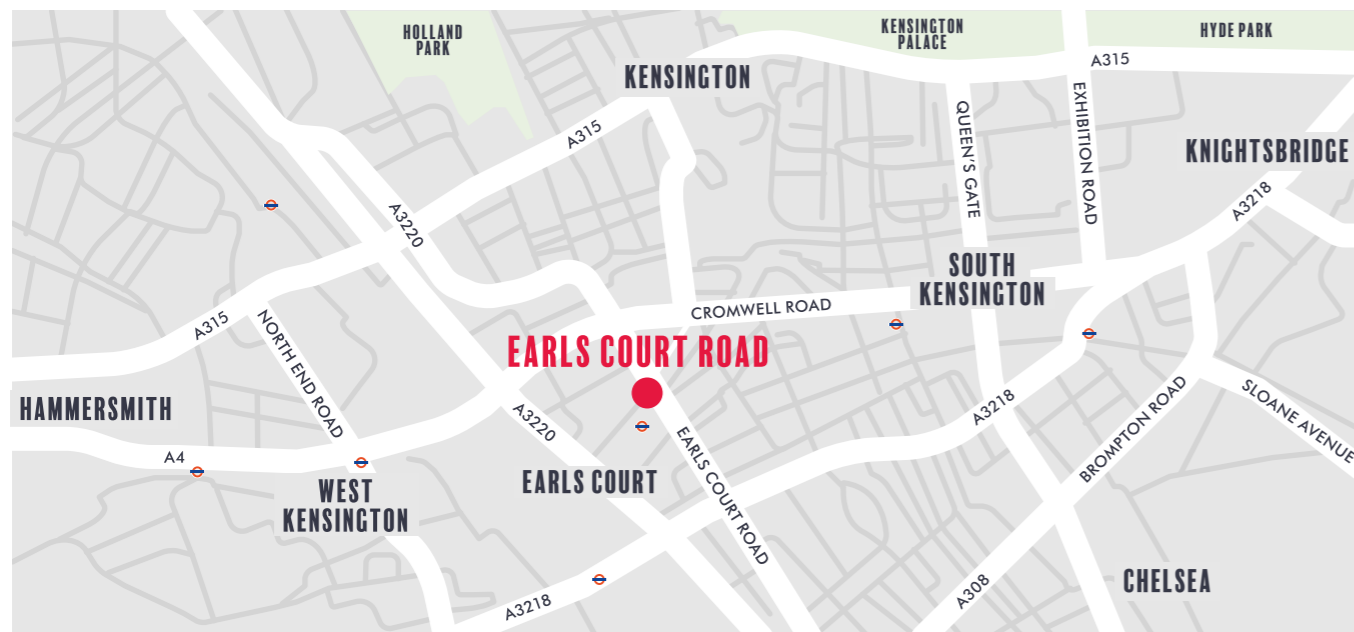 HOLLAND
PARK
KENSINGTON
PALACE
HYDE PARK
A315
KENSINGTON
A315
QUEEN'S GATE
EXHIBITION ROAD
KNIGHTSBRIDGE
A3218
A3220
SOUTH
KENSINGTON
CROMWELL ROAD
A315
NORTH END ROAD
EARLS COURT ROAD
HAMMERSMITH
A3220
A3218
BROMPTON ROAD
SLOANE AVENUE
A4
EARLS COURT
EARLS COURT ROAD
WEST
KENSINGTON
A3218
A308
CHELSEA